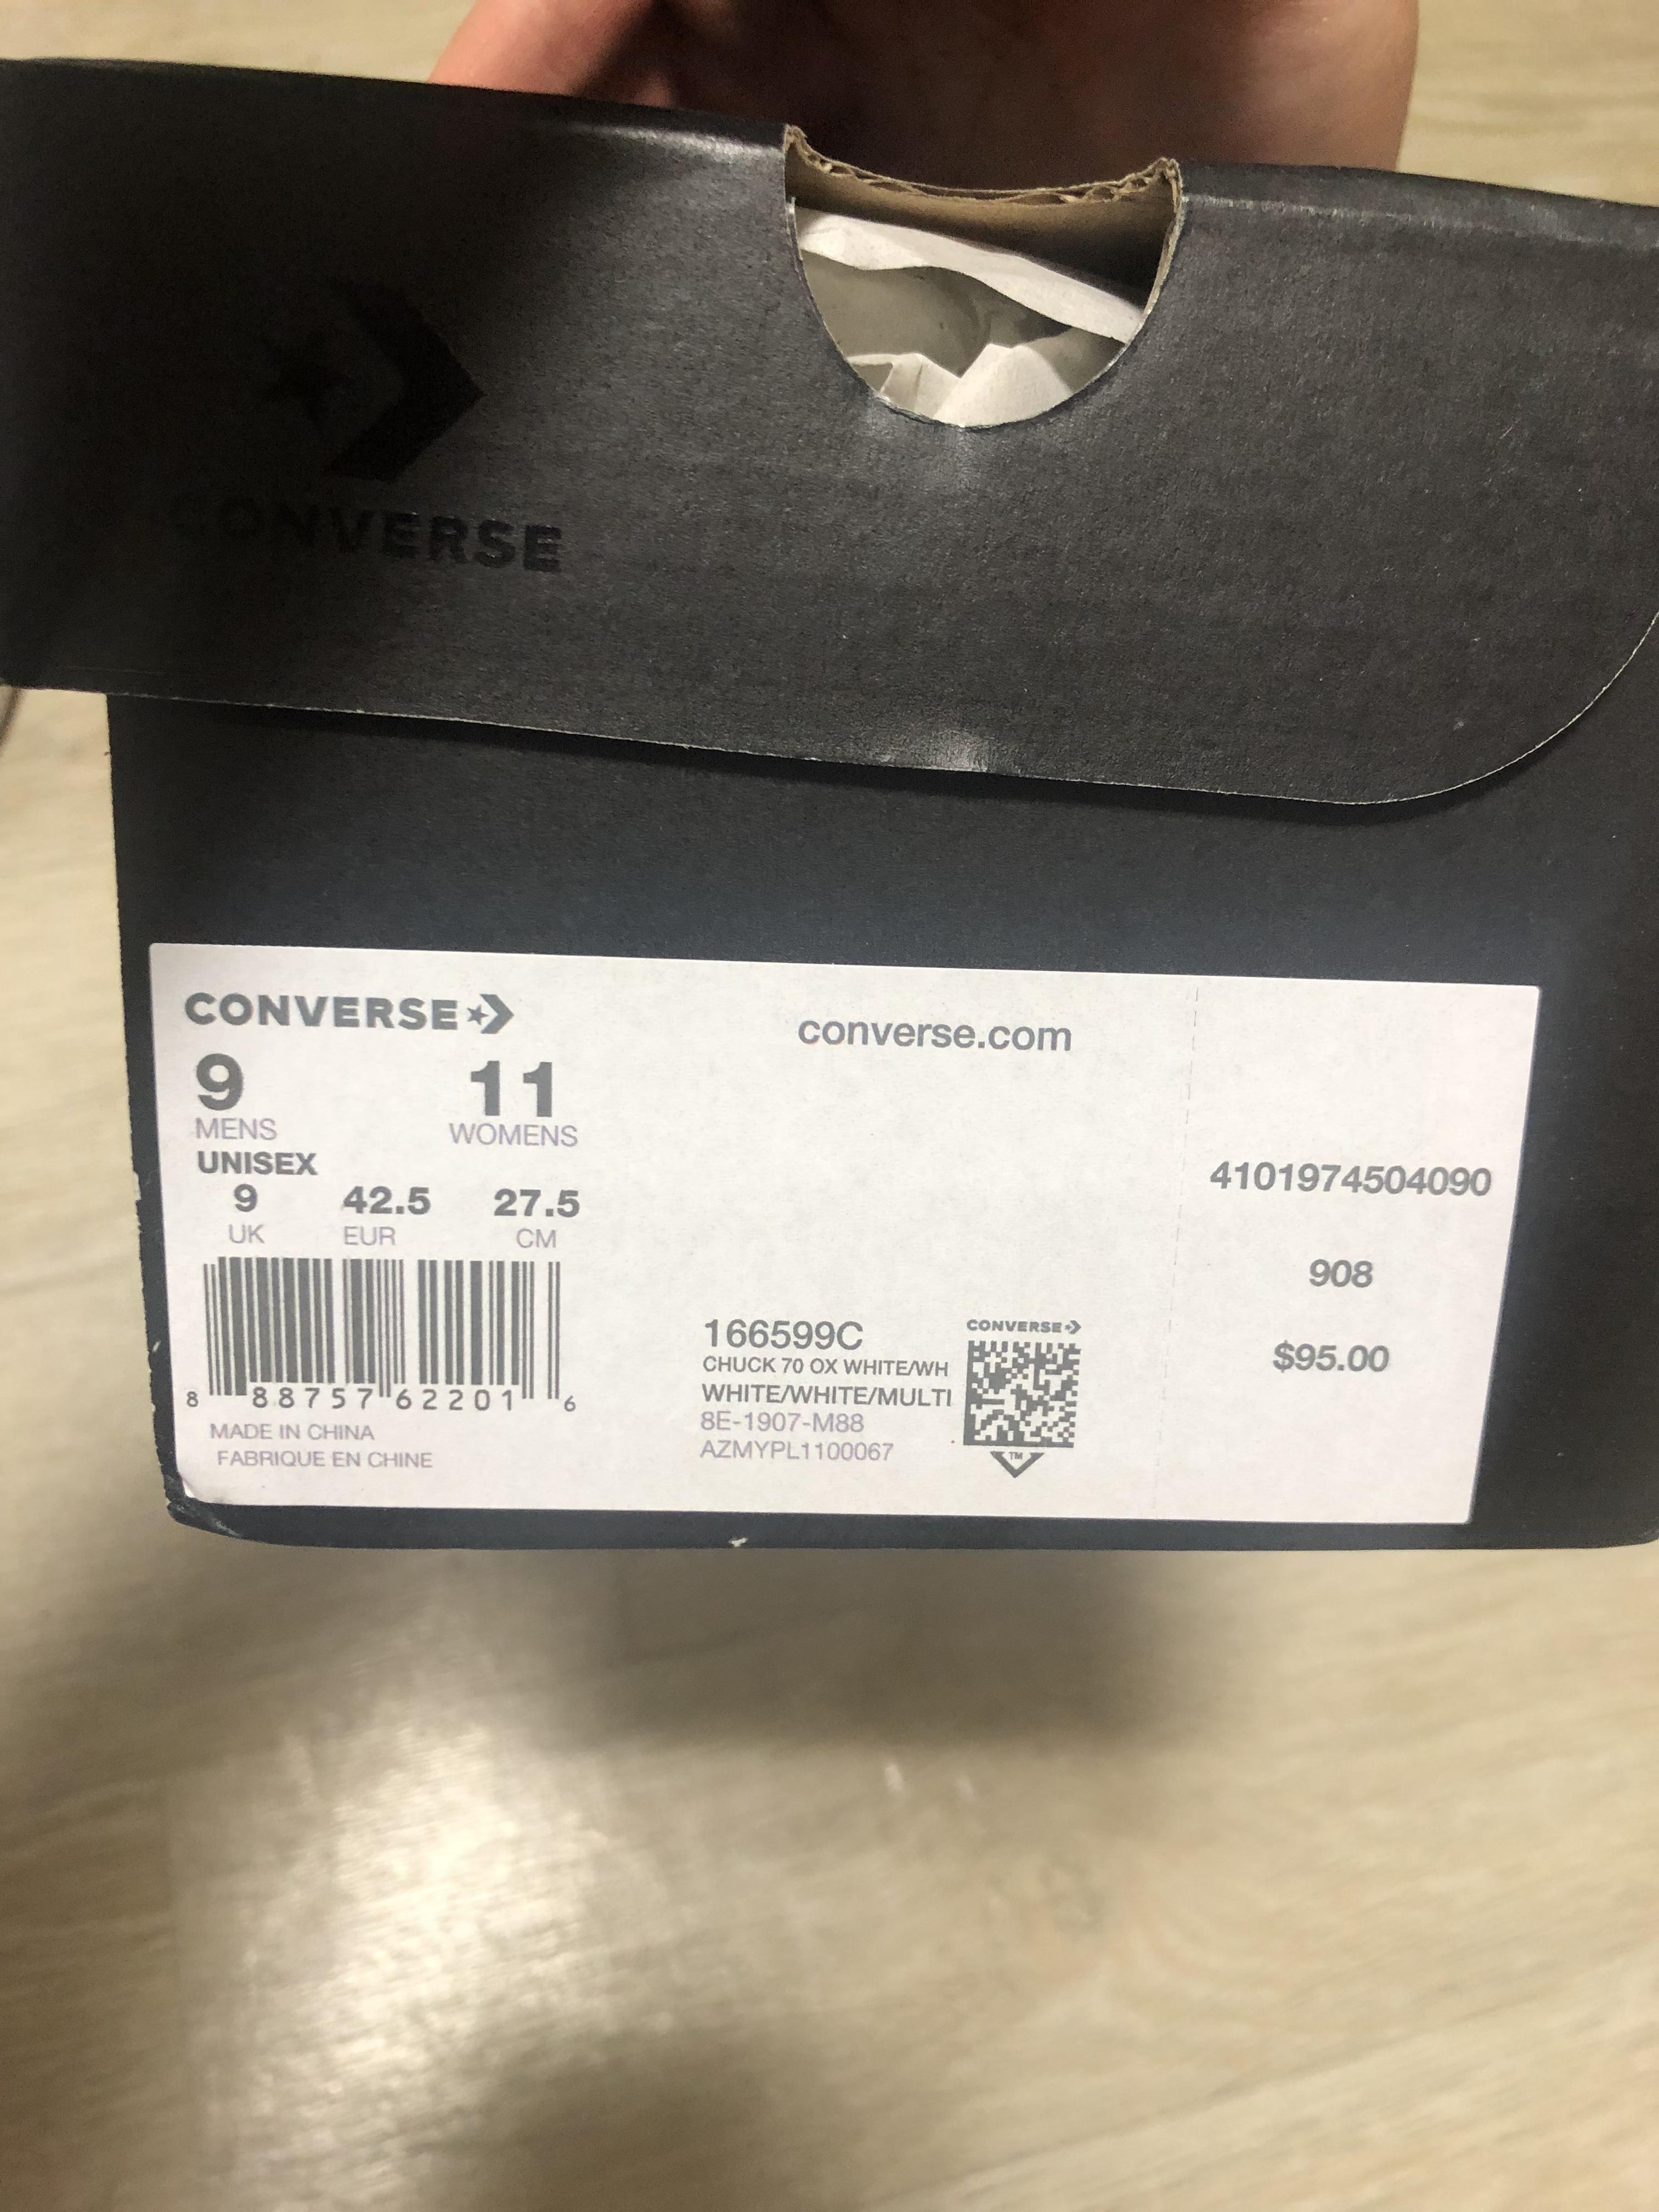 CONVERSE
CONVERSE
converse.com
9 11
MENS WOMENS
UNISEX
9 42.5 27.5
UK EUR CM
8 88757 62201 6
MADE IN CHINA
FABRIQUE EN CHINE
166599C
CHUCK 70 OX WHITE/WH
WHITE/WHITE/MULTI
8E-1907-M88
AZMYPL1100067
CONVERSE
TM
4101974504090
908
$95.00